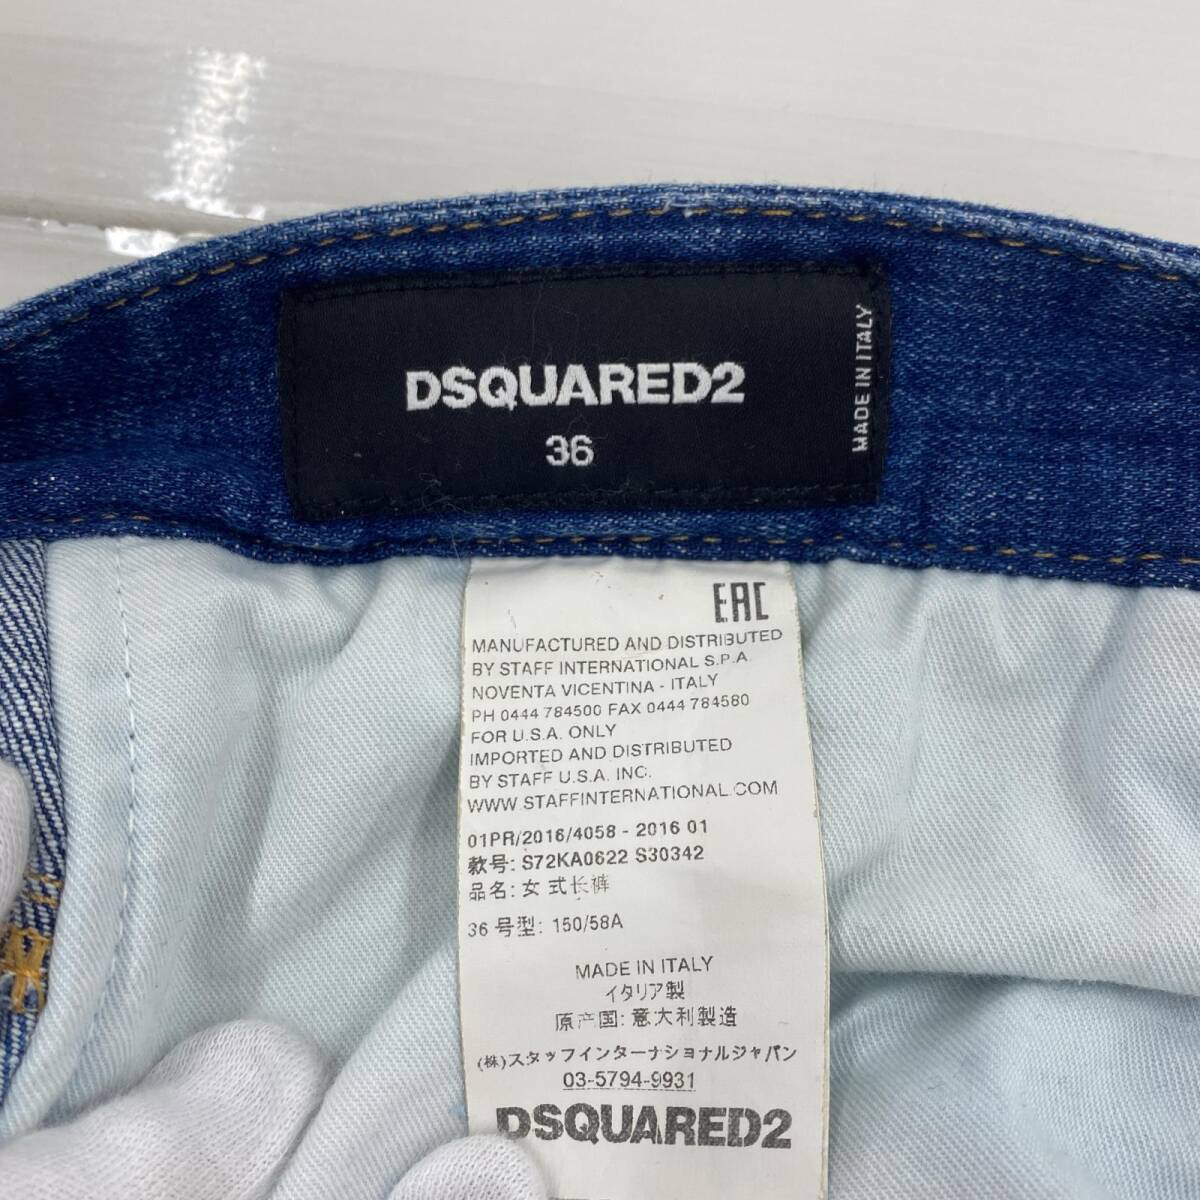 DSQUARED2
36
MADE IN ITALY
EAC
MANUFACTURED AND DISTRIBUTED
BY STAFF INTERNATIONAL S.P.A.
NOVENTA VICENTINA - ITALY
PH 0444 784500 FAX 0444 784580
FOR U.S.A. ONLY
IMPORTED AND DISTRIBUTED
BY STAFF U.S.A. INC.
WWW.STAFFINTERNATIONAL.COM
01PR/2016/4058 - 2016 01
款号: S72KA0622 S30342
品名: 女式长裤
36 号型: 150/58A
MADE IN ITALY
イタリア製
原产国: 意大利製造
(株)スタッフインターナショナルジャパン
03-5794-9931
DSQUARED2